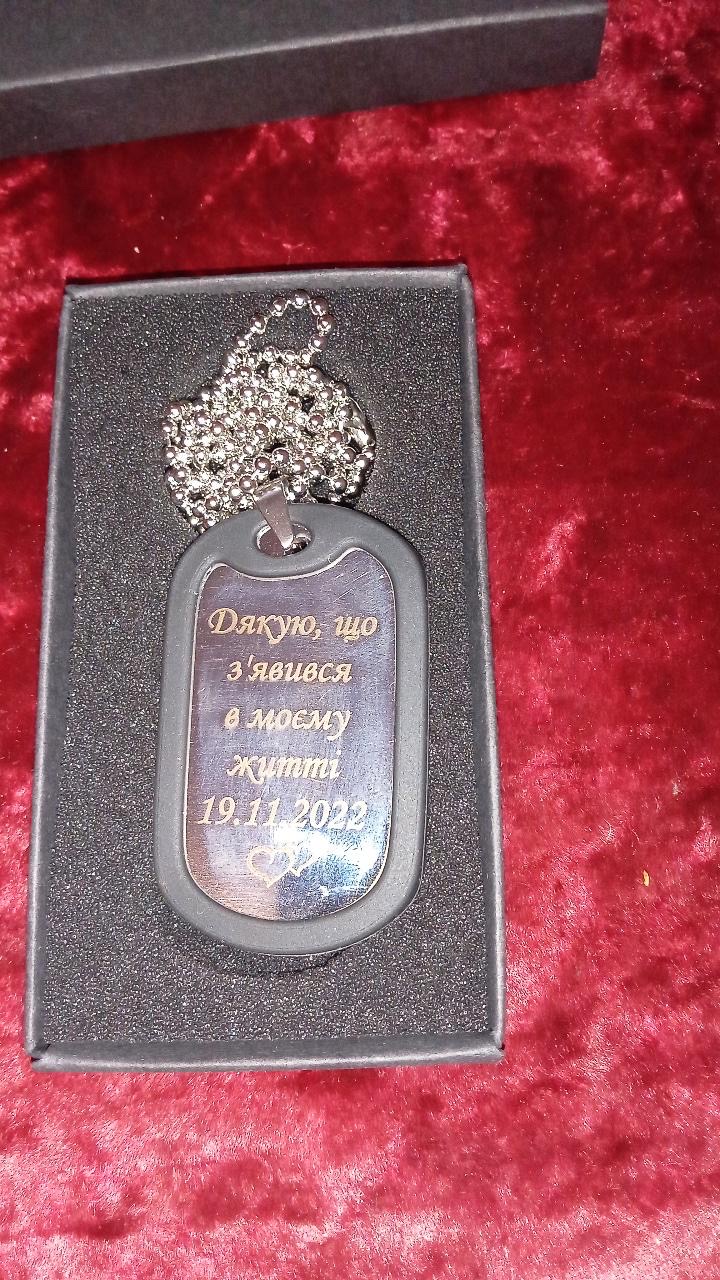 Дякую, що
з'явився
в моєму
житті
19.11.2022